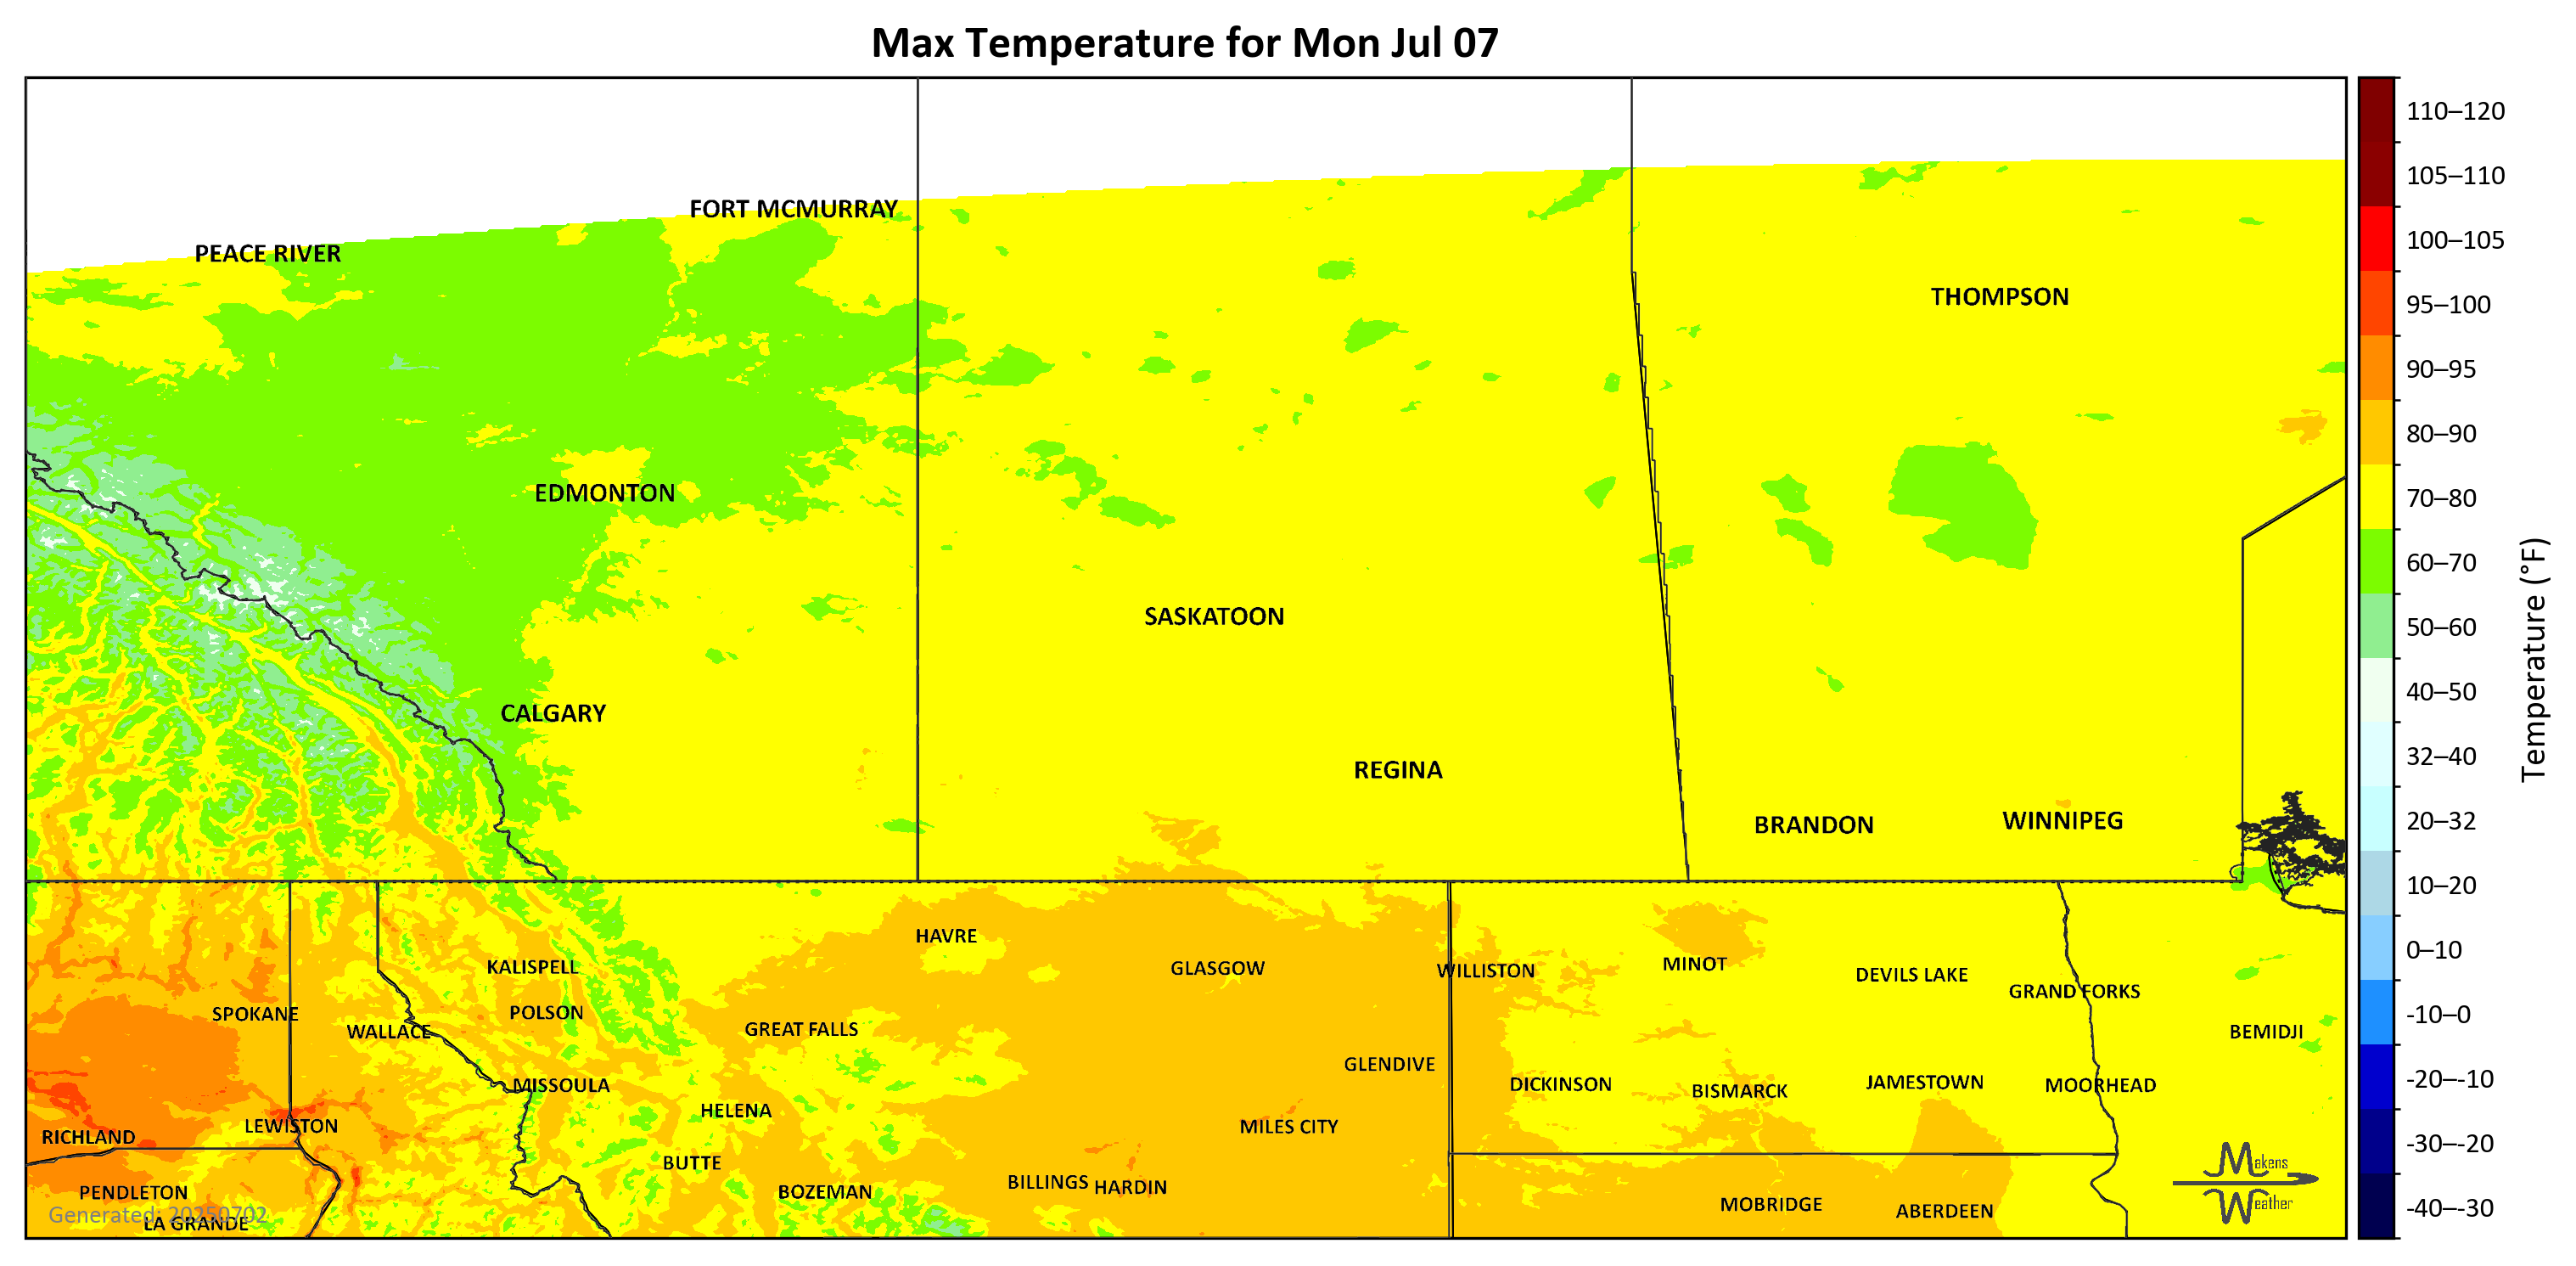 Max Temperature for Mon Jul 07
FORT MCMURRAY
PEACE RIVER
THOMPSON
EDMONTON
SASKATOON
CALGARY
REGINA
BRANDON
WINNIPEG
HAVRE
KALISPELL
GLASGOW
WILLISTON
MINOT
DEVILS LAKE
GRAND FORKS
SPOKANE
POLSON
WALLACE
GREAT FALLS
BEMIDJI
GLENDIVE
MISSOULA
DICKINSON
BISMARCK
JAMESTOWN
MOORHEAD
HELENA
LEWISTON
MILES CITY
RICHLAND
BUTTE
BILLINGS
HARDIN
PENDLETON
BOZEMAN
MOBRIDGE
ABERDEEN
LA GRANDE
Generated: 20250702
Makens
Weather
110–120
105–110
100–105
95–100
90–95
80–90
70–80
60–70
50–60
40–50
32–40
20–32
10–20
0–10
-10–0
-20–-10
-30–-20
-40–-30
Temperature (°F)